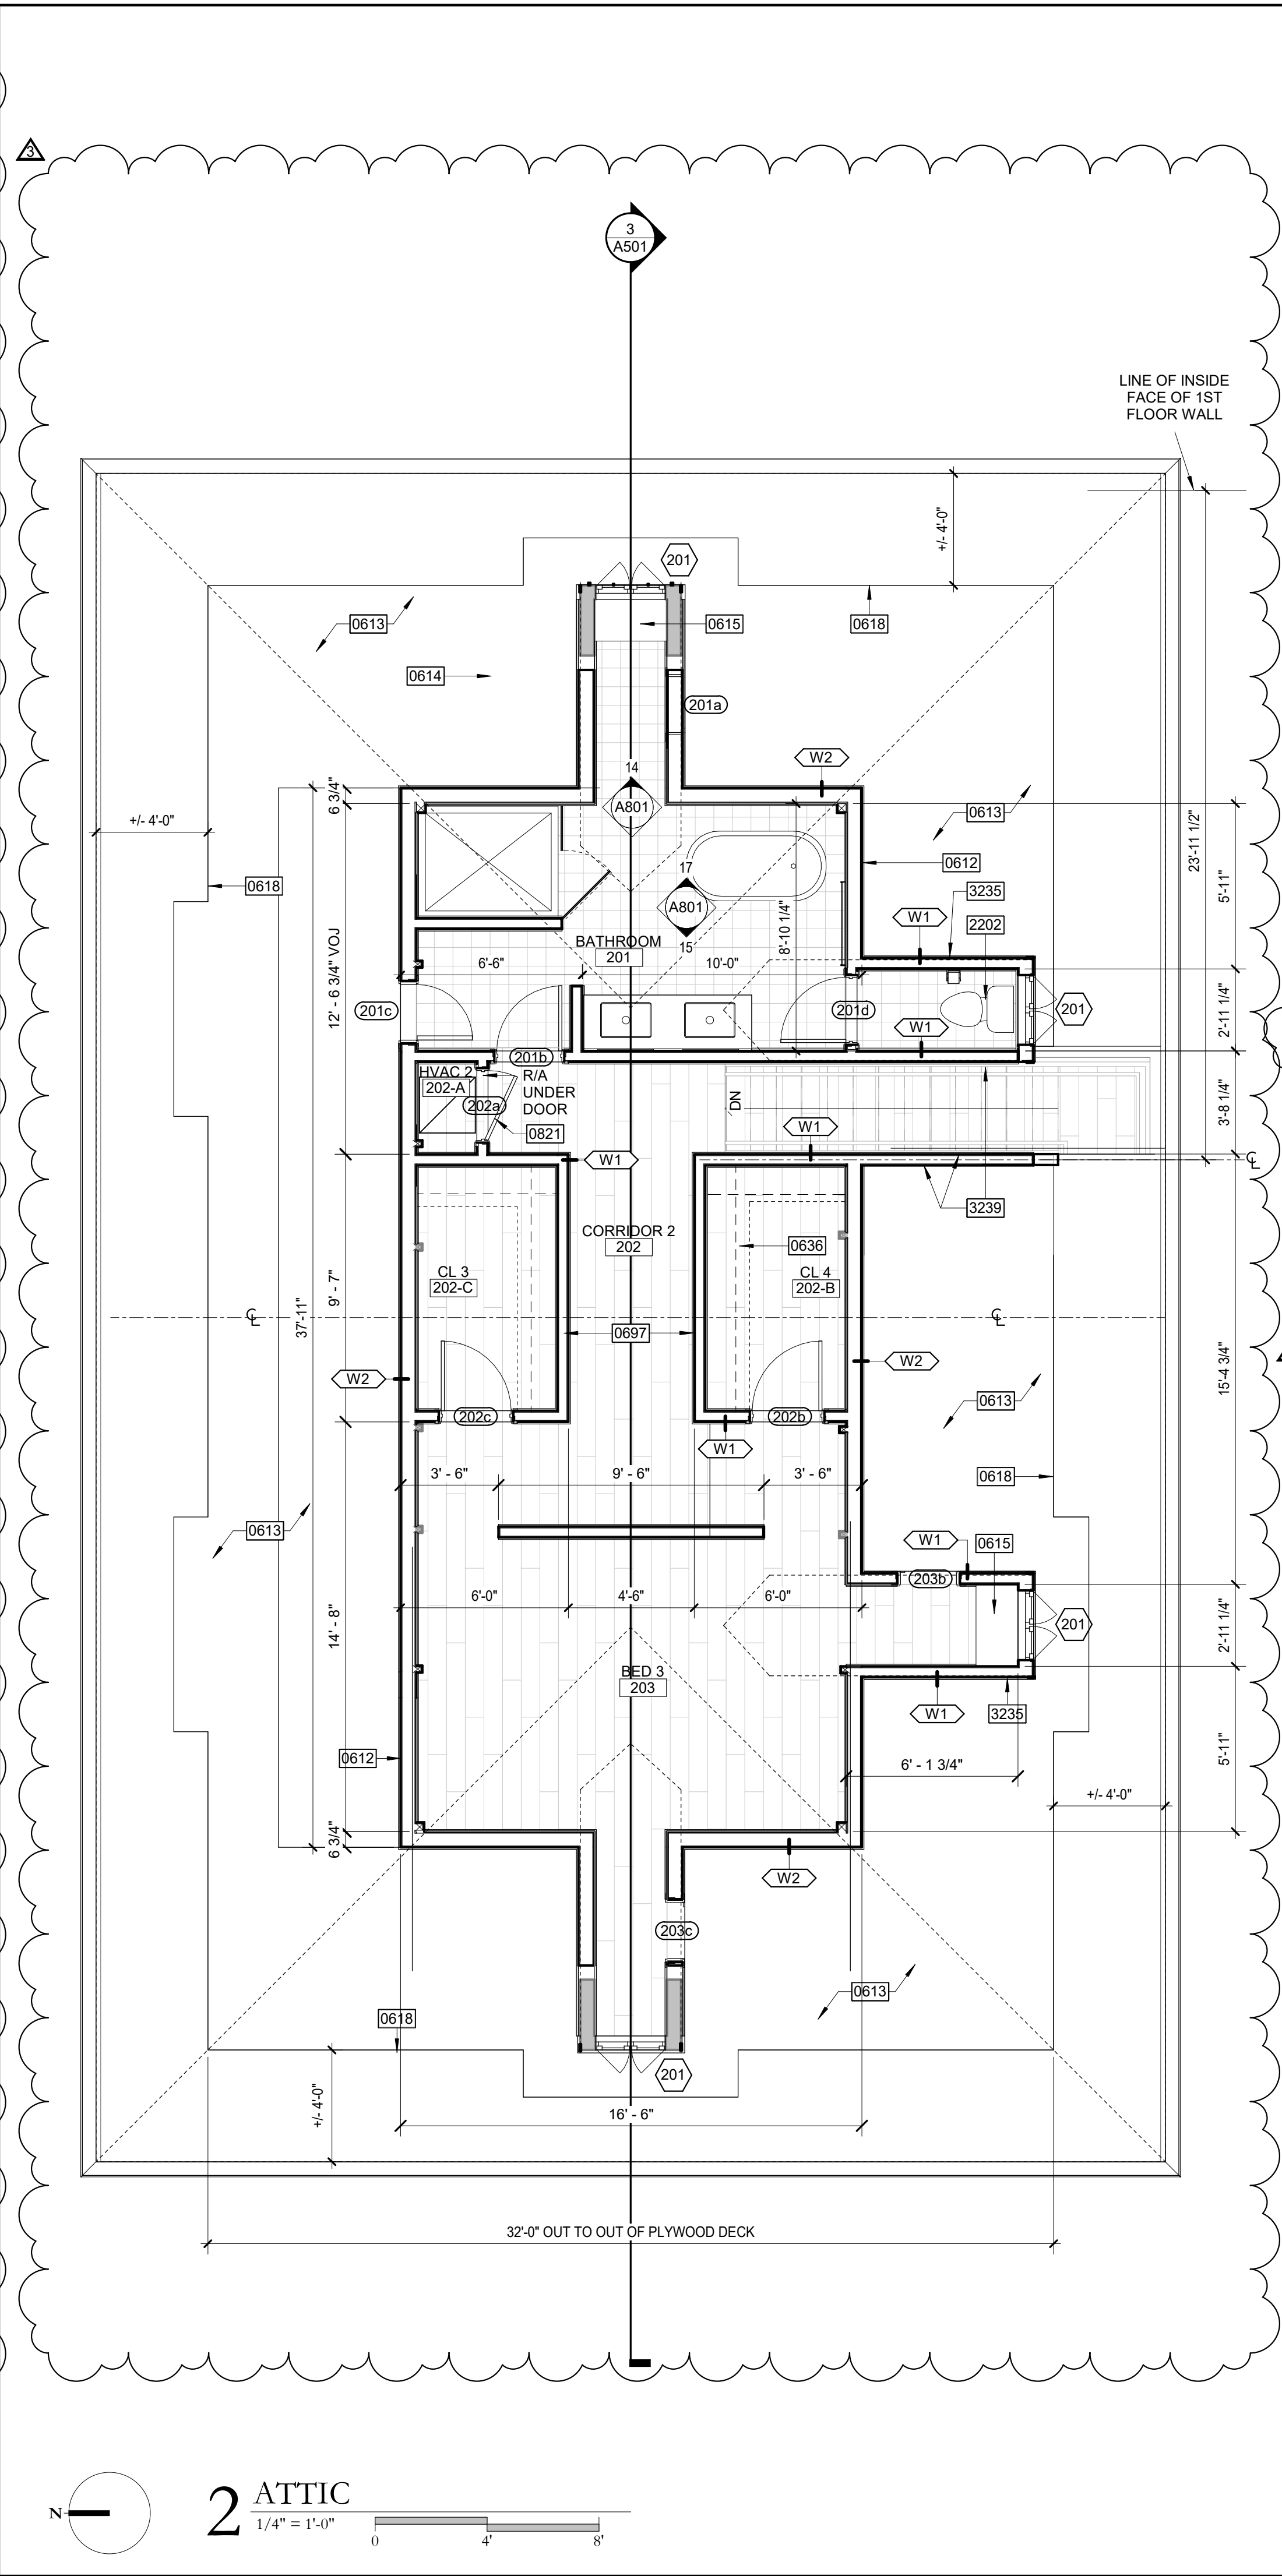 3
3
A501
LINE OF INSIDE
FACE OF 1ST
FLOOR WALL
+/- 4'-0"
201
0613
0615
0618
0614
201a
W2
14
A801
6 3/4"
+/- 4'-0"
0613
23'-11 1/2"
0612
17
A801
15
0618
3235
W1
2202
5'-11"
8'-10 1/4"
BATHROOM
201
6'-6"
10'-0"
12' - 6 3/4" VOJ
201c
201d
201
W1
2'-11 1/4"
201b
HVAC 2
202-A
202a
R/A
UNDER
DOOR
0821
DN
3'-8 1/4"
W1
W1
CL
3239
CORRIDOR 2
202
0636
CL 3
202-C
CL 4
202-B
9' - 7"
37'-11"
CL
CL
0697
W2
W2
15'-4 3/4"
0613
202c
202b
W1
3' - 6"
9' - 6"
3' - 6"
0618
0613
W1
0615
203b
6'-0"
4'-6"
6'-0"
201
14' - 8"
2'-11 1/4"
BED 3
203
W1
3235
0612
6' - 1 3/4"
5'-11"
+/- 4'-0"
6 3/4"
W2
203c
0613
0618
201
+/- 4'-0"
16' - 6"
32'-0" OUT TO OUT OF PLYWOOD DECK
N
2
ATTIC
1/4" = 1'-0"
0
4'
8'